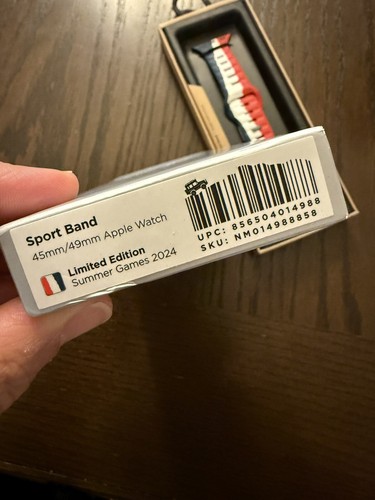 Sport Band
45mm/49mm Apple Watch
Limited Edition
Summer Games 2024
UPC: 856504014988
SKU: NM014988858